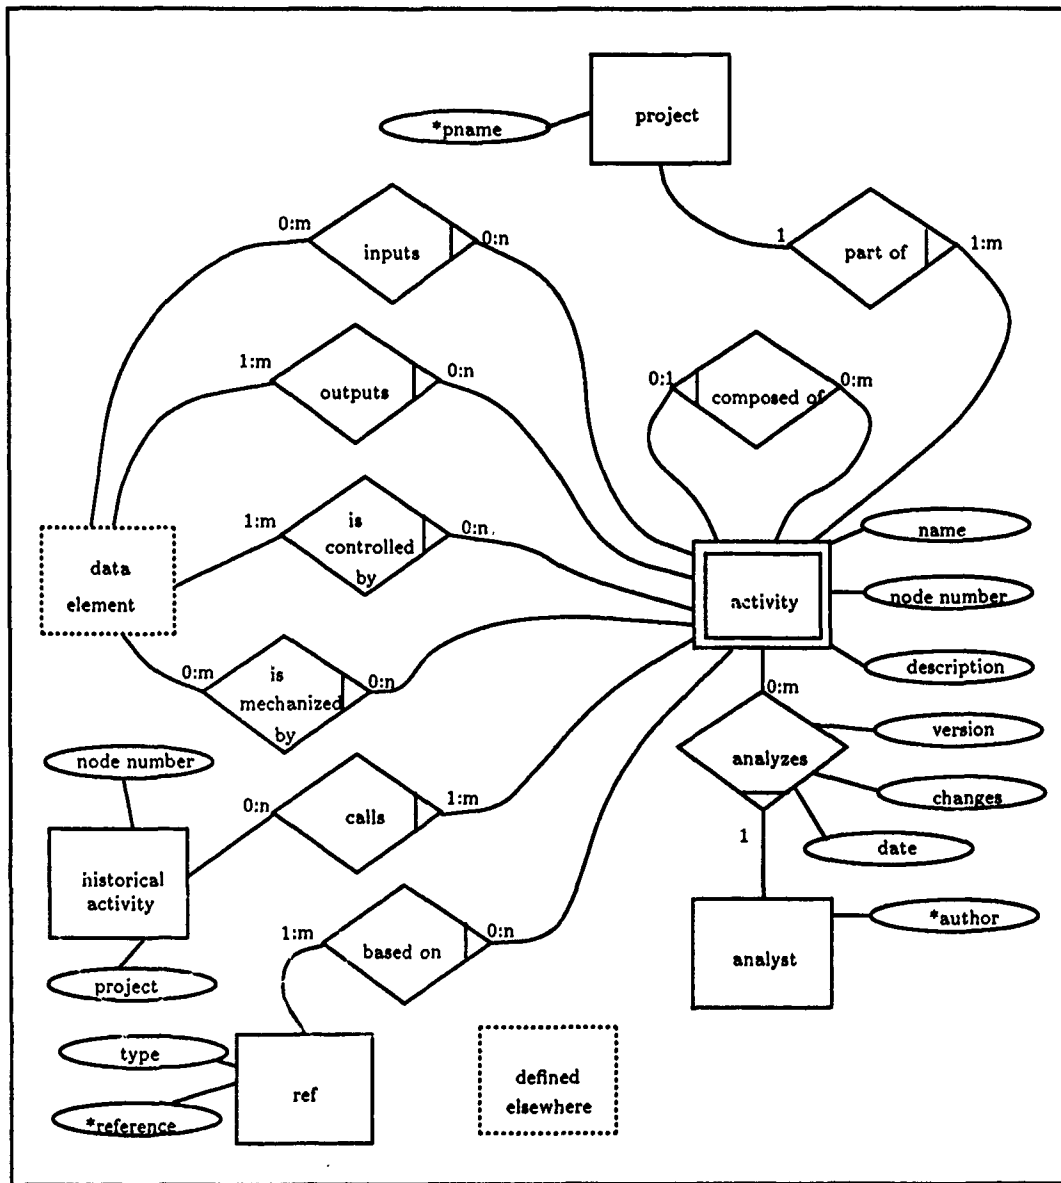 project
*pname
0:m
inputs
0:n
1
part of
1:m
1:m
outputs
0:n
0:1
composed of
0:m
1:m
is
controlled
by
0:n
data
element
name
activity
node number
description
0:m
is
mechanized
by
0:n
0:m
analyzes
version
changes
date
1
node number
0:n
calls
1:m
historical
activity
project
1:m
based on
0:n
*author
analyst
type
*reference
ref
defined
elsewhere